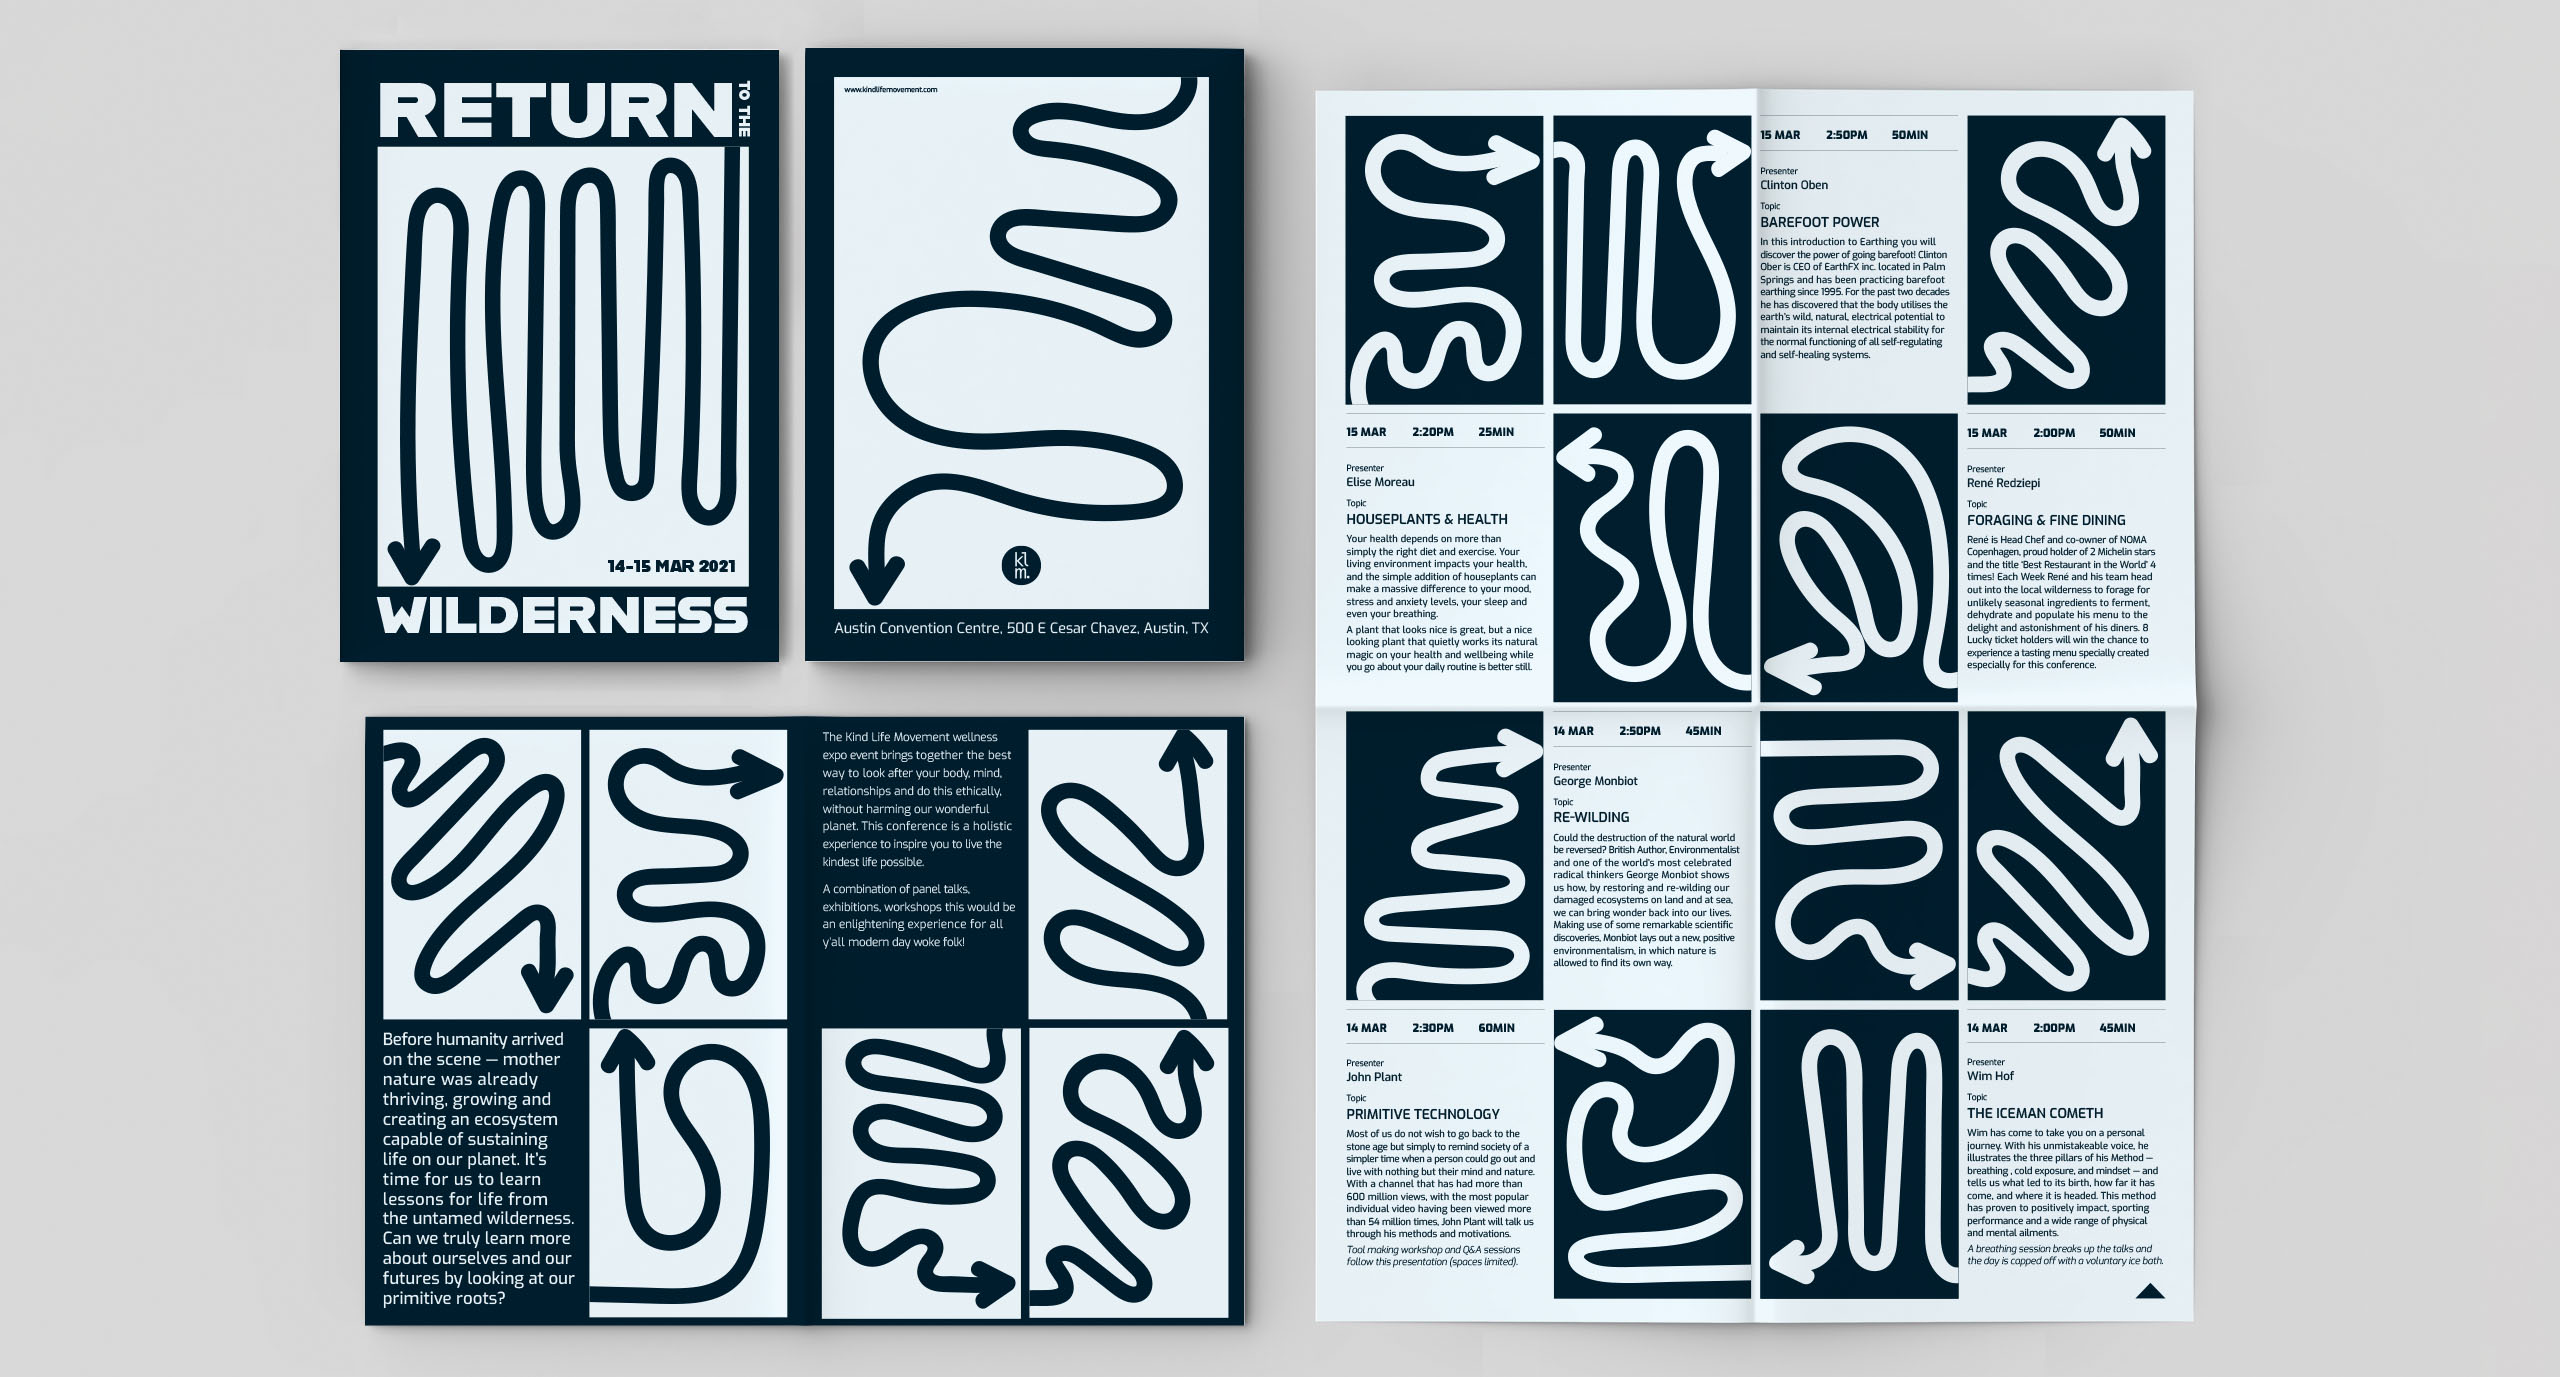 RETURN
TO THE
14-15 MAR 2021
WILDERNESS
www.kindlifemovement.com
kl
m.
Austin Convention Centre, 500 E Cesar Chavez, Austin, TX
Before humanity arrived
on the scene — mother
nature was already
thriving, growing and
creating an ecosystem
capable of sustaining
life on our planet. It's
time for us to learn
lessons for life from
the untamed wilderness.
Can we truly learn more
about ourselves and our
futures by looking at our
primitive roots?
The Kind Life Movement wellness
expo event brings together the best
way to look after your body, mind,
relationships and do this ethically,
without harming our wonderful
planet. This conference is a holistic
experience to inspire you to live the
kindest life possible.
A combination of panel talks,
exhibitions, workshops this would be
an enlightening experience for all
y'all modern day woke folk!
15 MAR 2:50PM 50MIN
Presenter
Clinton Oben
Topic
BAREFOOT POWER
In this introduction to Earthing you will
discover the power of going barefoot! Clinton
Ober is CEO of EarthFX inc. located in Palm
Springs and has been practicing barefoot
earthing since 1995. For the past two decades
he has discovered that the body utilises the
earth's wild, natural, electrical potential to
maintain its internal electrical stability for
the normal functioning of all self-regulating
and self-healing systems.
15 MAR 2:20PM 25MIN
Presenter
Elise Moreau
Topic
HOUSEPLANTS & HEALTH
Your health depends on more than
simply the right diet and exercise. Your
living environment impacts your health,
and the simple addition of houseplants can
make a massive difference to your mood,
stress and anxiety levels, your sleep and
even your breathing.
A plant that looks nice is great, but a nice
looking plant that quietly works its natural
magic on your health and wellbeing while
you go about your daily routine is better still.
15 MAR 2:00PM 50MIN
Presenter
René Redziepi
Topic
FORAGING & FINE DINING
René is Head Chef and co-owner of NOMA
Copenhagen, proud holder of 2 Michelin stars
and the title 'Best Restaurant in the World' 4
times! Each Week René and his team head
out into the local wilderness to forage for
unlikely seasonal ingredients to ferment,
dehydrate and populate his menu to the
delight and astonishment of his diners. 8
Lucky ticket holders will win the chance to
experience a tasting menu specially created
especially for this conference.
14 MAR 2:50PM 45MIN
Presenter
George Monbiot
Topic
RE-WILDING
Could the destruction of the natural world
be reversed? British Author, Environmentalist
and one of the world's most celebrated
radical thinkers George Monbiot shows
us how, by restoring and re-wilding our
damaged ecosystems on land and at sea,
we can bring wonder back into our lives.
Making use of some remarkable scientific
discoveries, Monbiot lays out a new, positive
environmentalism, in which nature is
allowed to find its own way.
14 MAR 2:30PM 60MIN
Presenter
John Plant
Topic
PRIMITIVE TECHNOLOGY
Most of us do not wish to go back to the
stone age but simply to remind society of a
simpler time when a person could go out and
live with nothing but their mind and nature.
With a channel that has had more than
600 million views, with the most popular
individual video having been viewed more
than 54 million times, John Plant will talk us
through his methods and motivations.
Tool making workshop and Q&A sessions
follow this presentation (spaces limited).
14 MAR 2:00PM 45MIN
Presenter
Wim Hof
Topic
THE ICEMAN COMETH
Wim has come to take you on a personal
journey. With his unmistakeable voice, he
illustrates the three pillars of his Method —
breathing , cold exposure, and mindset — and
tells us what led to its birth, how far it has
come, and where it is headed. This method
has proven to positively impact, sporting
performance and a wide range of physical
and mental ailments.
A breathing session breaks up the talks and
the day is capped off with a voluntary ice bath.